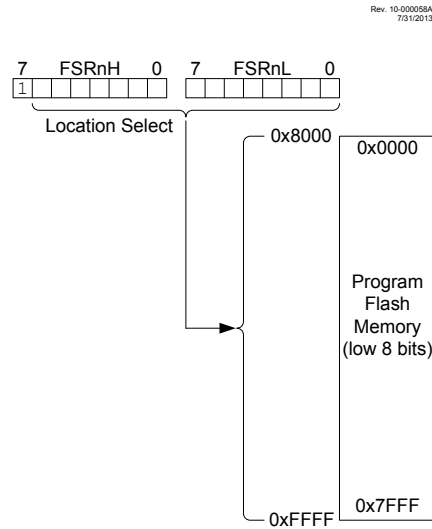 Rev. 10-000058A
7/31/2013
7 FSRnH 0 7 FSRnL 0
1
Location Select
0x8000
0x0000
Program
Flash
Memory
(low 8 bits)
0x7FFF
0xFFFF